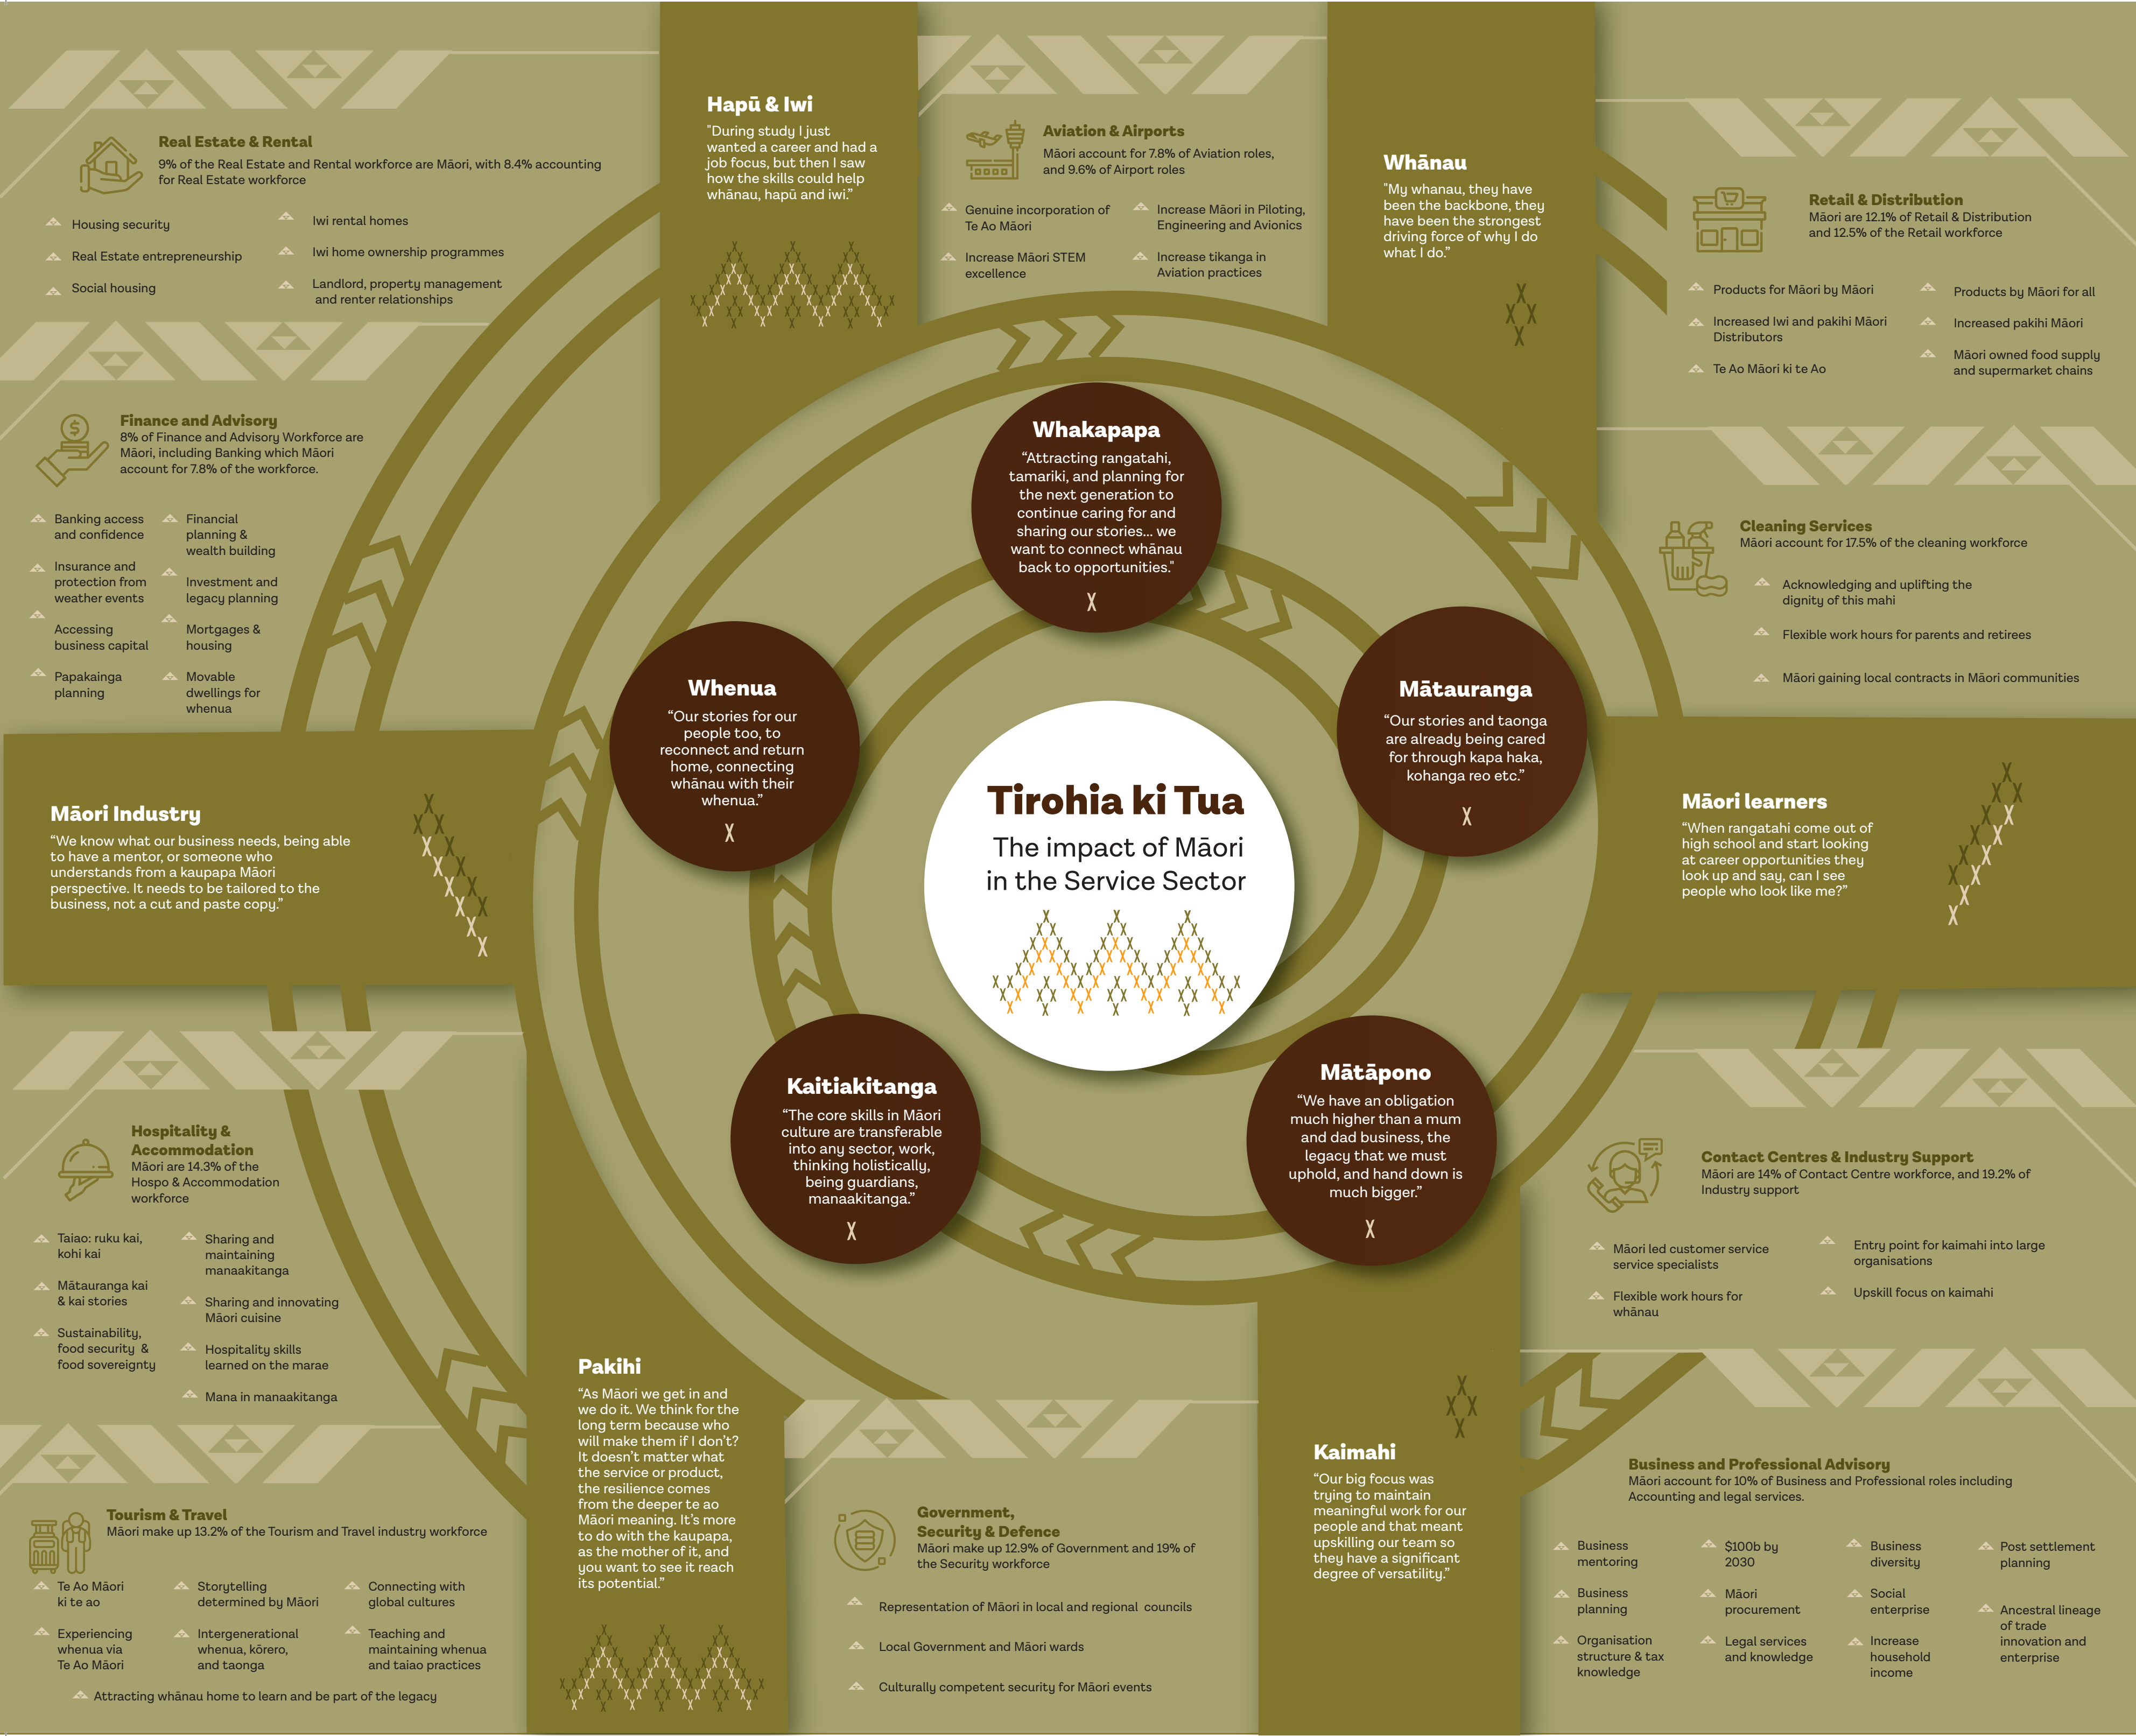 Real Estate & Rental
9% of the Real Estate and Rental workforce are Māori, with 8.4% accounting
for Real Estate workforce
Housing security
Real Estate entrepreneurship
Social housing
Iwi rental homes
Iwi home ownership programmes
Landlord, property management
and renter relationships
Hapū & Iwi
"During study I just
wanted a career and had a
job focus, but then I saw
how the skills could help
whānau, hapū and iwi.”
Aviation & Airports
Māori account for 7.8% of Aviation roles,
and 9.6% of Airport roles
Genuine incorporation of
Te Ao Māori
Increase Māori STEM
excellence
Increase Māori in Piloting,
Engineering and Avionics
Increase tikanga in
Aviation practices
Whānau
"My whanau, they have
been the backbone, they
have been the strongest
driving force of why I do
what I do.”
Retail & Distribution
Māori are 12.1% of Retail & Distribution
and 12.5% of the Retail workforce
Products for Māori by Māori
Increased Iwi and pakihi Māori
Distributors
Te Ao Māori ki te Ao
Products by Māori for all
Increased pakihi Māori
Māori owned food supply
and supermarket chains
Finance and Advisory
8% of Finance and Advisory Workforce are
Māori, including Banking which Māori
account for 7.8% of the workforce.
Banking access
and confidence
Insurance and
protection from
weather events
Accessing
business capital
Papakainga
planning
Financial
planning &
wealth building
Investment and
legacy planning
Mortgages &
housing
Movable
dwellings for
whenua
Whakapapa
“Attracting rangatahi,
tamariki, and planning for
the next generation to
continue caring for and
sharing our stories... we
want to connect whānau
back to opportunities."
Cleaning Services
Māori account for 17.5% of the cleaning workforce
Acknowledging and uplifting the
dignity of this mahi
Flexible work hours for parents and retirees
Māori gaining local contracts in Māori communities
Whenua
“Our stories for our
people too, to
reconnect and return
home, connecting
whānau with their
whenua.”
Mātauranga
“Our stories and taonga
are already being cared
for through kapa haka,
kohanga reo etc.”
Māori Industry
“We know what our business needs, being able
to have a mentor, or someone who
understands from a kaupapa Māori
perspective. It needs to be tailored to the
business, not a cut and paste copy.”
Tirohia ki Tua
The impact of Māori
in the Service Sector
Māori learners
“When rangatahi come out of
high school and start looking
at career opportunities they
look up and say, can I see
people who look like me?”
Kaitiakitanga
“The core skills in Māori
culture are transferable
into any sector, work,
thinking holistically,
being guardians,
manaakitanga.”
Mātāpono
“We have an obligation
much higher than a mum
and dad business, the
legacy that we must
uphold, and hand down is
much bigger.”
Hospitality &
Accommodation
Māori are 14.3% of the
Hospo & Accommodation
workforce
Taiao: ruku kai,
kohi kai
Mātauranga kai
& kai stories
Sustainability,
food security &
food sovereignty
Sharing and
maintaining
manaakitanga
Sharing and innovating
Māori cuisine
Hospitality skills
learned on the marae
Mana in manaakitanga
Contact Centres & Industry Support
Māori are 14% of Contact Centre workforce, and 19.2% of
Industry support
Māori led customer service
service specialists
Flexible work hours for
whānau
Entry point for kaimahi into large
organisations
Upskill focus on kaimahi
Pakihi
“As Māori we get in and
we do it. We think for the
long term because who
will make them if I don’t?
It doesn’t matter what
the service or product,
the resilience comes
from the deeper te ao
Māori meaning. It’s more
to do with the kaupapa,
as the mother of it, and
you want to see it reach
its potential.”
Kaimahi
“Our big focus was
trying to maintain
meaningful work for our
people and that meant
upskilling our team so
they have a significant
degree of versatility.”
Tourism & Travel
Māori make up 13.2% of the Tourism and Travel industry workforce
Te Ao Māori
ki te ao
Experiencing
whenua via
Te Ao Māori
Storytelling
determined by Māori
Intergenerational
whenua, kōrero,
and taonga
Connecting with
global cultures
Teaching and
maintaining whenua
and taiao practices
Attracting whānau home to learn and be part of the legacy
Government,
Security & Defence
Māori make up 12.9% of Government and 19% of
the Security workforce
Representation of Māori in local and regional councils
Local Government and Māori wards
Culturally competent security for Māori events
Business and Professional Advisory
Māori account for 10% of Business and Professional roles including
Accounting and legal services.
Business
mentoring
Business
planning
Organisation
structure & tax
knowledge
$100b by
2030
Māori
procurement
Legal services
and knowledge
Business
diversity
Social
enterprise
Increase
household
income
Post settlement
planning
Ancestral lineage
of trade
innovation and
enterprise